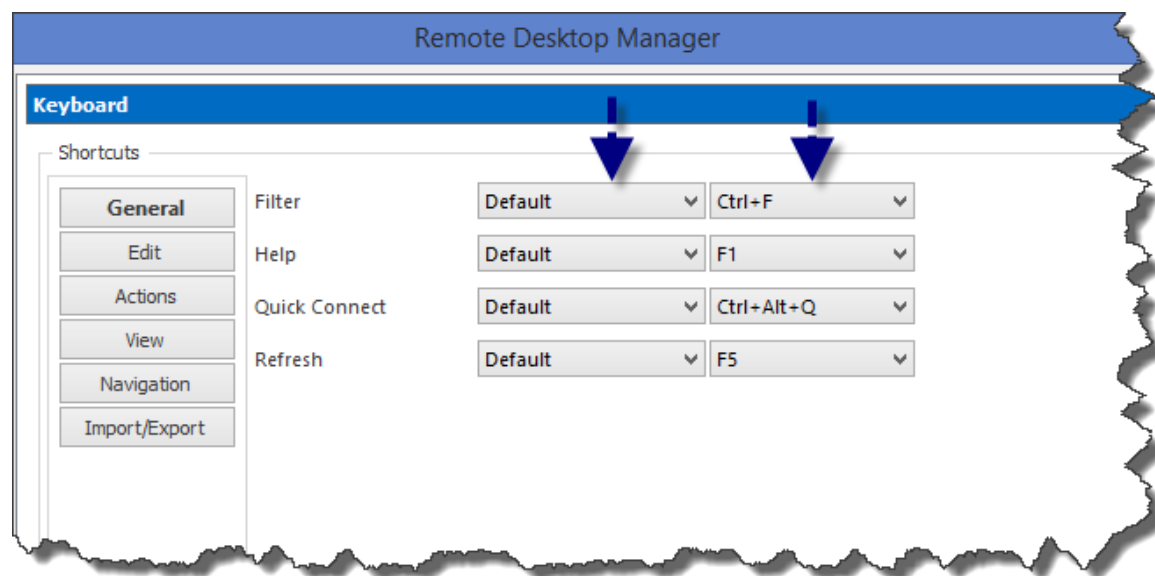 Remote Desktop Manager
Keyboard
Shortcuts
General
Edit
Actions
View
Navigation
Import/Export
Filter Default Ctrl+F
Help Default F1
Quick Connect Default Ctrl+Alt+Q
Refresh Default F5